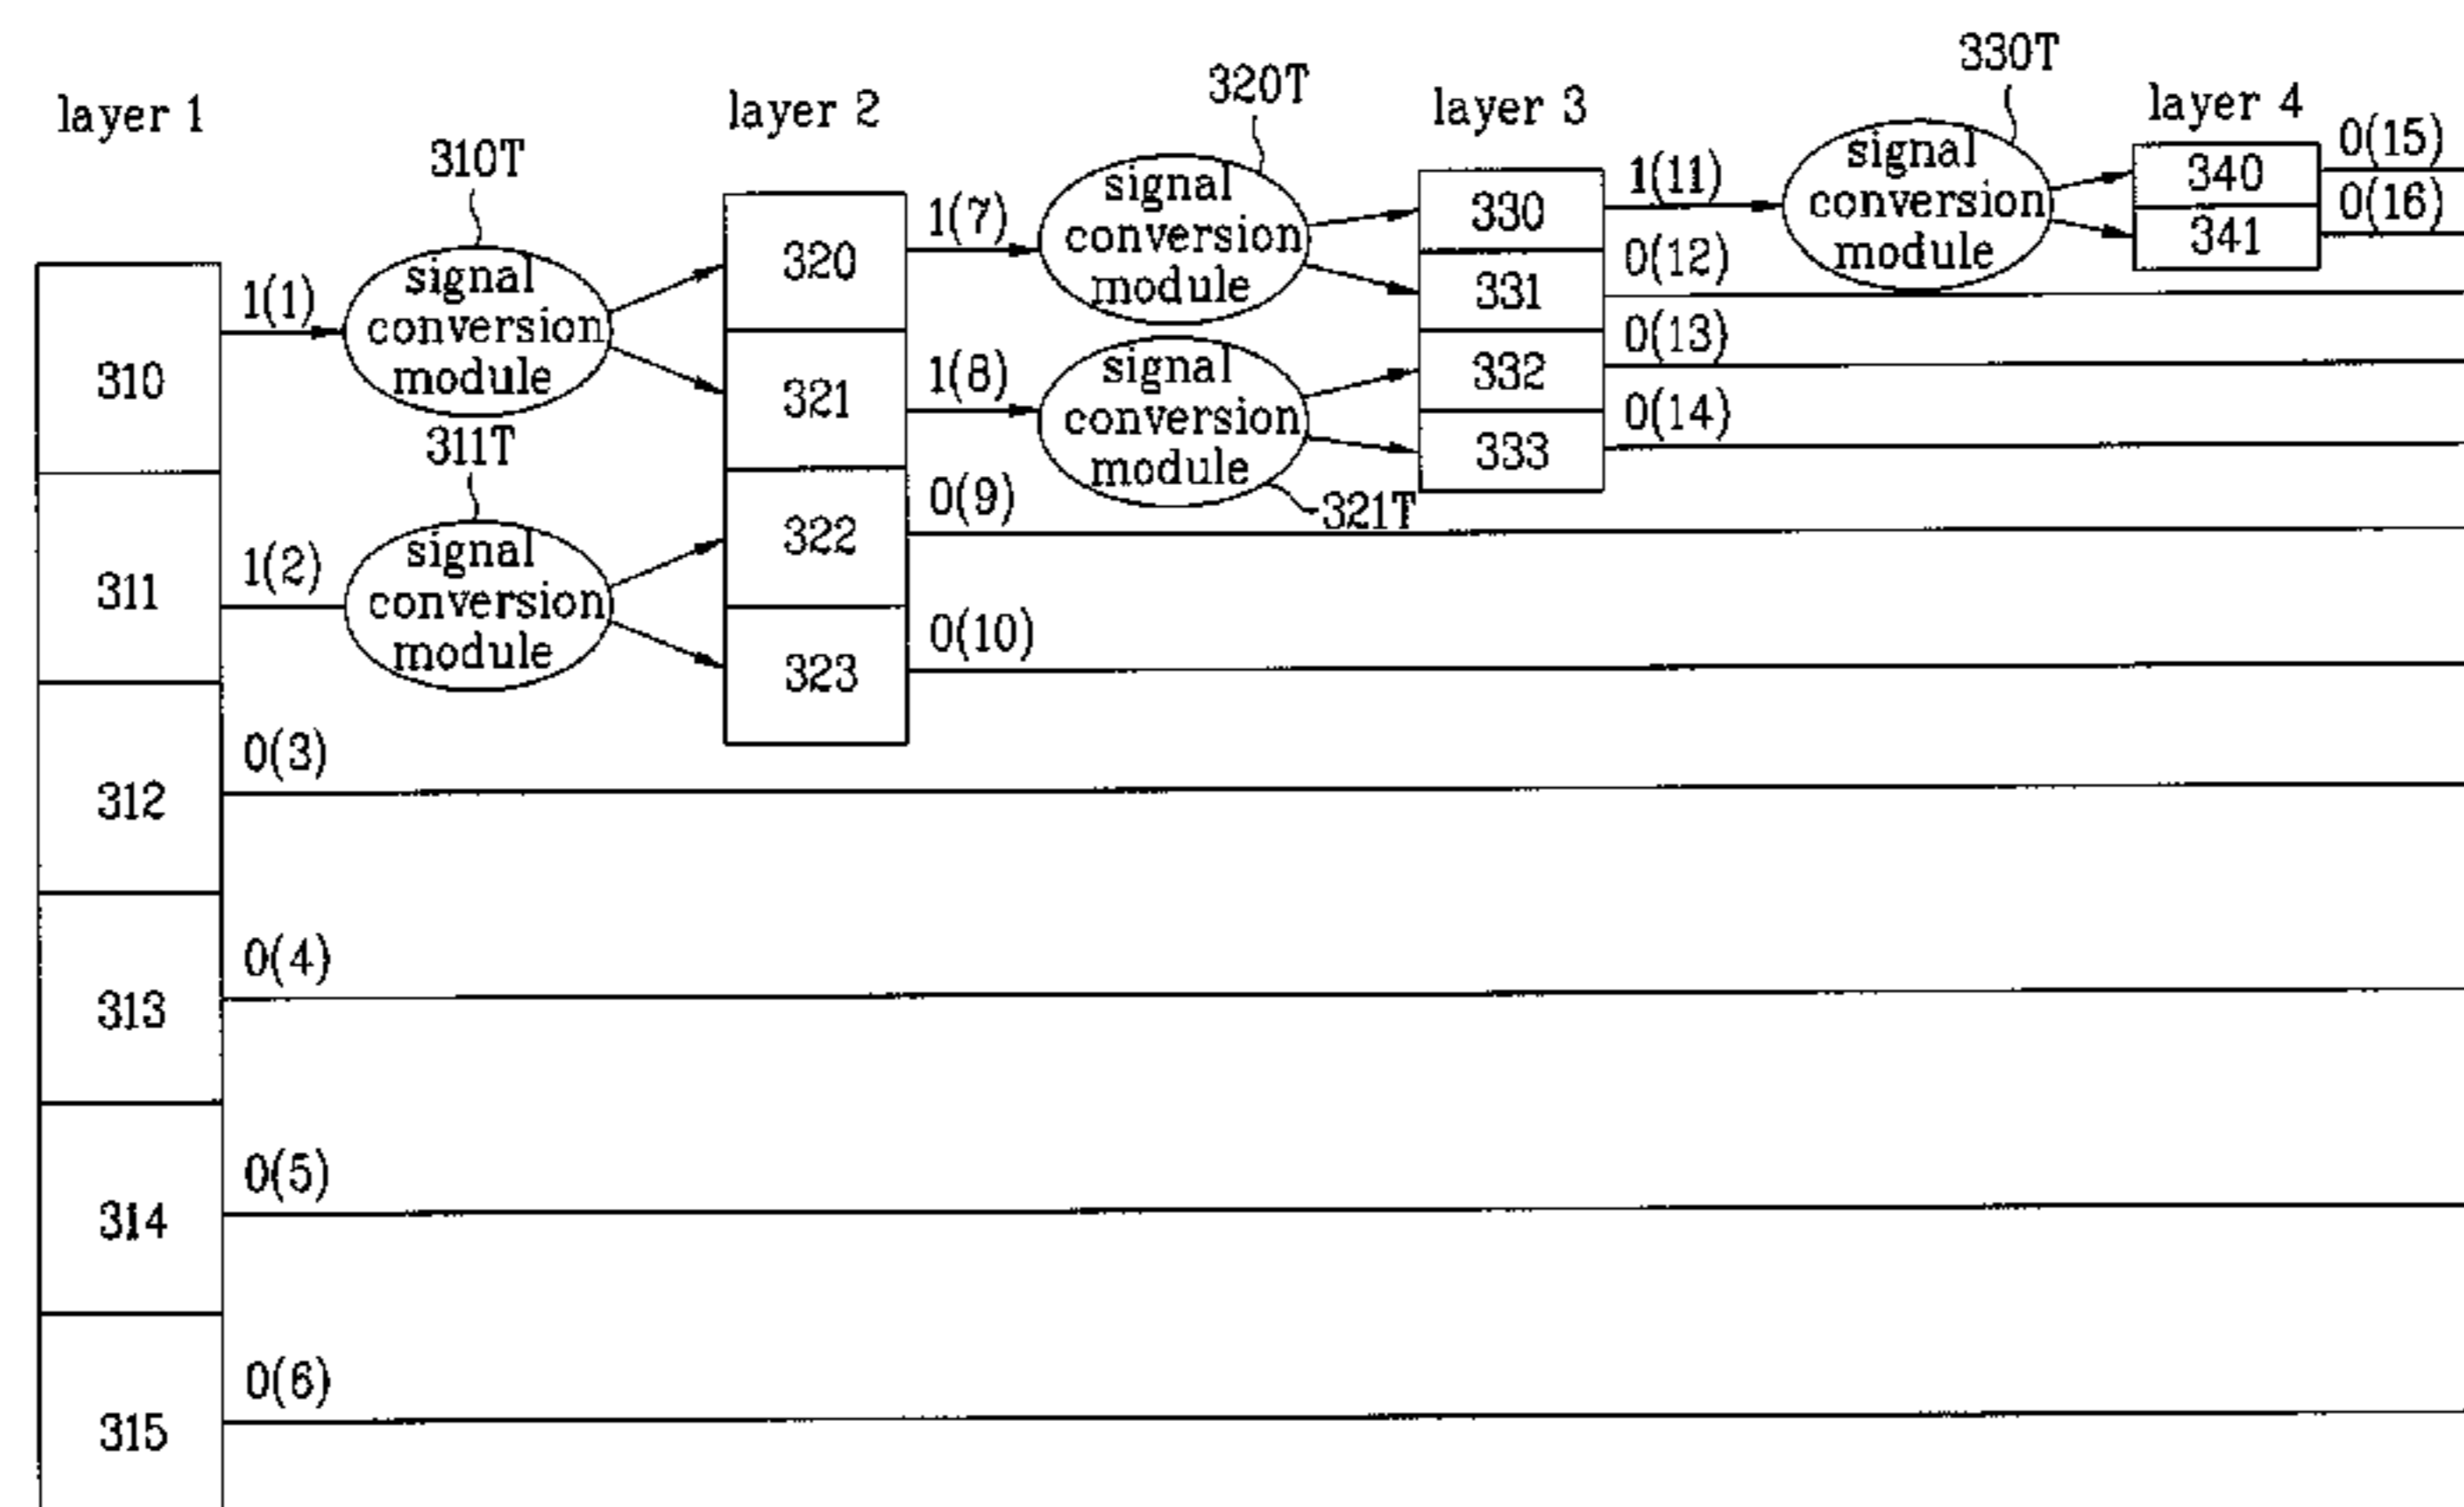 layer 1
310
311
312
313
314
315
1(1)
1(2)
0(3)
0(4)
0(5)
0(6)
310T
signal
conversion
module
311T
signal
conversion
module
layer 2
320
321
322
323
1(7)
1(8)
0(9)
0(10)
320T
signal
conversion
module
signal
conversion
module
321T
layer 3
330
331
332
333
1(11)
0(12)
0(13)
0(14)
330T
signal
conversion
module
layer 4
340
341
0(15)
0(16)